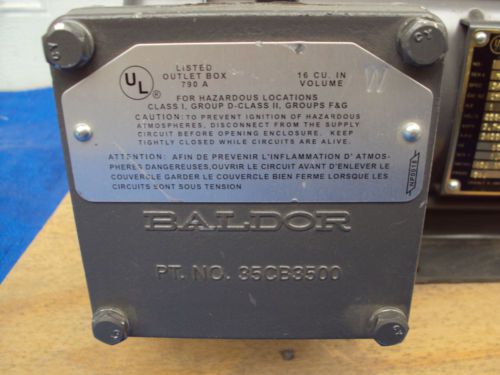 UL
®
LISTED
OUTLET BOX
790 A
16 CU. IN
VOLUME
W
FOR HAZARDOUS LOCATIONS
CLASS I, GROUP D-CLASS II, GROUPS F&G
CAUTION: TO PREVENT IGNITION OF HAZARDOUS
ATMOSPHERES, DISCONNECT FROM THE SUPPLY
CIRCUIT BEFORE OPENING ENCLOSURE. KEEP
TIGHTLY CLOSED WHILE CIRCUITS ARE ALIVE.
ATTENTION: AFIN DE PREVENIR L'INFLAMMATION D' ATMOS-
PHERES DANGEREUSES, OUVRIR LE CIRCUIT AVANT D'ENLEVER LE
COUVERCLE GARDER LE COUVERCLE BIEN FERME LORSQUE LES
CIRCUITS SONT SOUS TENSION
BALDOR
PT. NO. 35CB3500